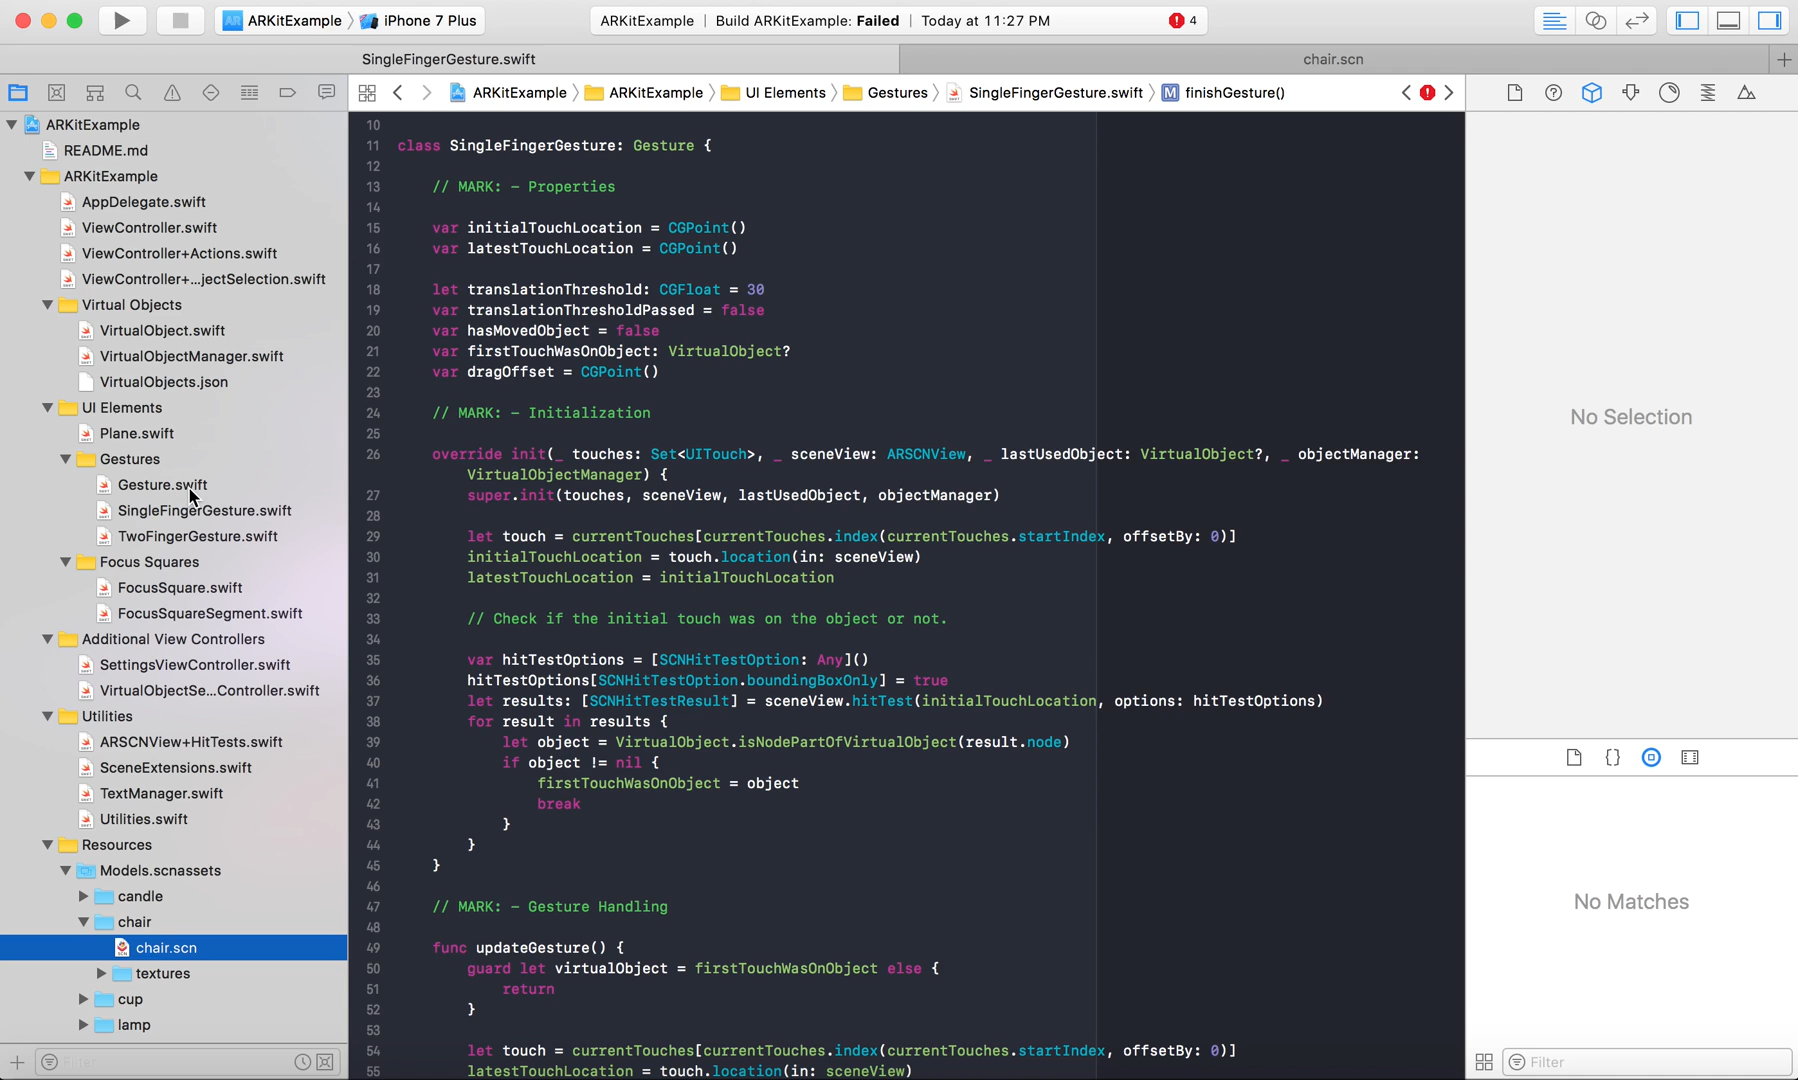 ARKitExample iPhone 7 Plus
ARKitExample | Build ARKitExample: Failed | Today at 11:27 PM 4
SingleFingerGesture.swift
chair.scn
ARKitExample
ARKitExample
UI Elements
Gestures
SingleFingerGesture.swift
M finishGesture()
ARKitExample
README.md
ARKitExample
AppDelegate.swift
ViewController.swift
ViewController+Actions.swift
ViewController+...jectSelection.swift
Virtual Objects
VirtualObject.swift
VirtualObjectManager.swift
VirtualObjects.json
UI Elements
Plane.swift
Gestures
Gesture.swift
SingleFingerGesture.swift
TwoFingerGesture.swift
Focus Squares
FocusSquare.swift
FocusSquareSegment.swift
Additional View Controllers
SettingsViewController.swift
VirtualObjectSe...Controller.swift
Utilities
ARSCNView+HitTests.swift
SceneExtensions.swift
TextManager.swift
Utilities.swift
Resources
Models.scnassets
candle
chair
chair.scn
textures
cup
lamp
Filter
10
11 class SingleFingerGesture: Gesture {
12
13 // MARK: - Properties
14
15 var initialTouchLocation = CGPoint()
16 var latestTouchLocation = CGPoint()
17
18 let translationThreshold: CGFloat = 30
19 var translationThresholdPassed = false
20 var hasMovedObject = false
21 var firstTouchWasOnObject: VirtualObject?
22 var dragOffset = CGPoint()
23
24 // MARK: - Initialization
25
26 override init(_ touches: Set<UITouch>, _ sceneView: ARSCNView, _ lastUsedObject: VirtualObject?, _ objectManager:
VirtualObjectManager) {
27 super.init(touches, sceneView, lastUsedObject, objectManager)
28
29 let touch = currentTouches[currentTouches.index(currentTouches.startIndex, offsetBy: 0)]
30 initialTouchLocation = touch.location(in: sceneView)
31 latestTouchLocation = initialTouchLocation
32
33 // Check if the initial touch was on the object or not.
34
35 var hitTestOptions = [SCNHitTestOption: Any]()
36 hitTestOptions[SCNHitTestOption.boundingBoxOnly] = true
37 let results: [SCNHitTestResult] = sceneView.hitTest(initialTouchLocation, options: hitTestOptions)
38 for result in results {
39 let object = VirtualObject.isNodePartOfVirtualObject(result.node)
40 if object != nil {
41 firstTouchWasOnObject = object
42 break
43 }
44 }
45 }
46
47 // MARK: - Gesture Handling
48
49 func updateGesture() {
50 guard let virtualObject = firstTouchWasOnObject else {
51 return
52 }
53
54 let touch = currentTouches[currentTouches.index(currentTouches.startIndex, offsetBy: 0)]
55 latestTouchLocation = touch.location(in: sceneView)
No Selection
No Matches
Filter